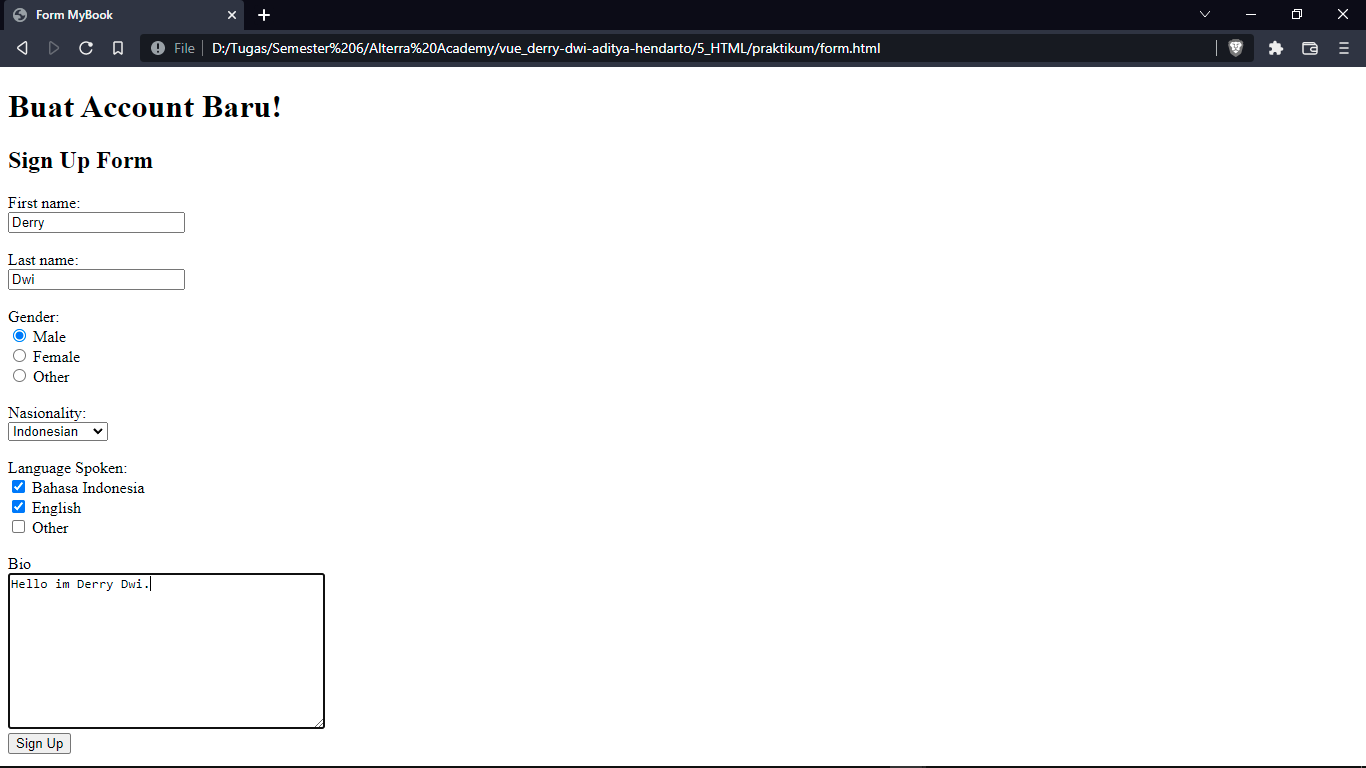 Form MyBook
File
D:/Tugas/Semester%206/Alterra%20Academy/vue_derry-dwi-aditya-hendarto/5_HTML/praktikum/form.html
Buat Account Baru!
Sign Up Form
First name:
Derry
Last name:
Dwi
Gender:
Male
Female
Other
Nasionality:
Indonesian
Language Spoken:
Bahasa Indonesia
English
Other
Bio
Hello im Derry Dwi.
Sign Up